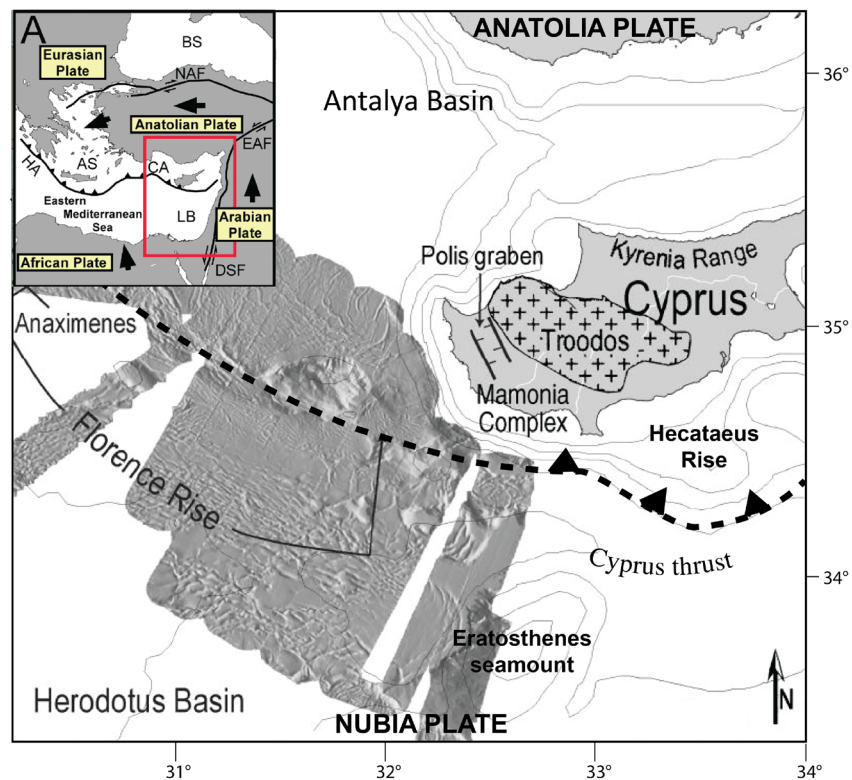 A
BS
Eurasian
Plate
NAF
Anatolian Plate
EAF
AS
CA
HA
Eastern
Mediterranean
Sea
LB
Arabian
Plate
African Plate
DSF
ANATOLIA PLATE
36°
Antalya Basin
Polis graben
Kyrenia Range
Cyprus
Anaximenes
35°
Troodos
Mamonia
Complex
Florence Rise
Hecataeus
Rise
Cyprus thrust
34°
Eratosthenes
seamount
Herodotus Basin
N
NUBIA PLATE
31°
32°
33°
34°